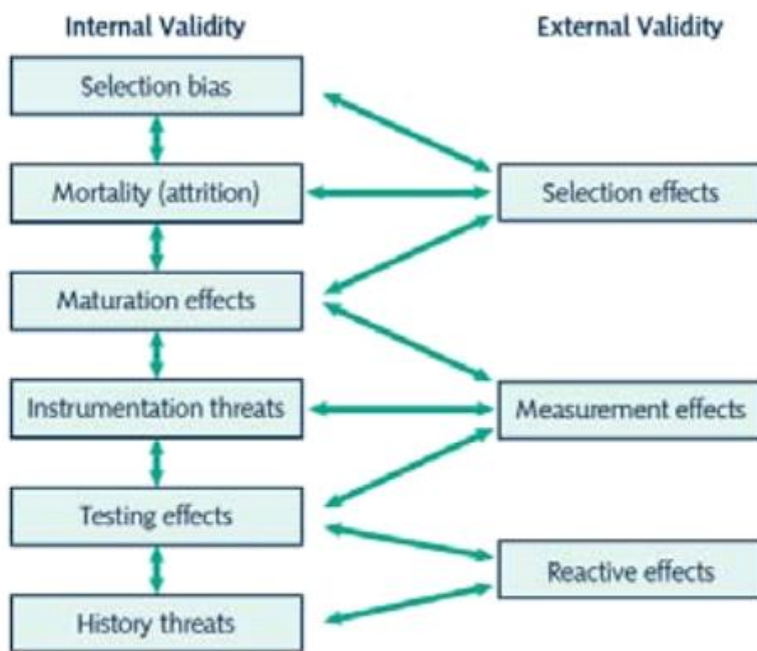 Internal Validity
External Validity
Selection bias
Mortality (attrition)
Selection effects
Maturation effects
Instrumentation threats
Measurement effects
Testing effects
Reactive effects
History threats